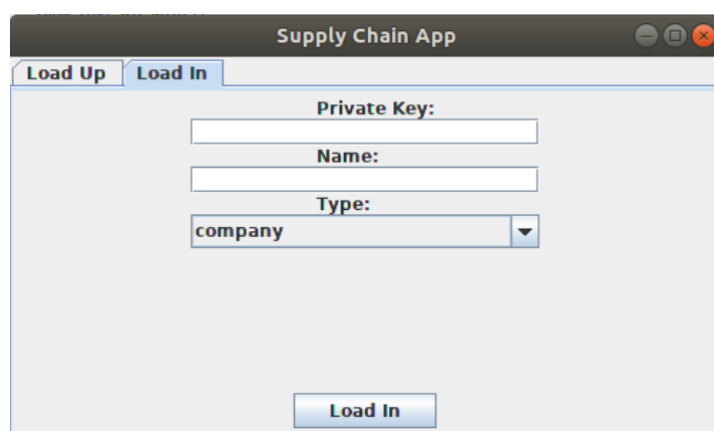 Supply Chain App
Load Up Load In
Private Key:
Name:
Type:
company
Load In